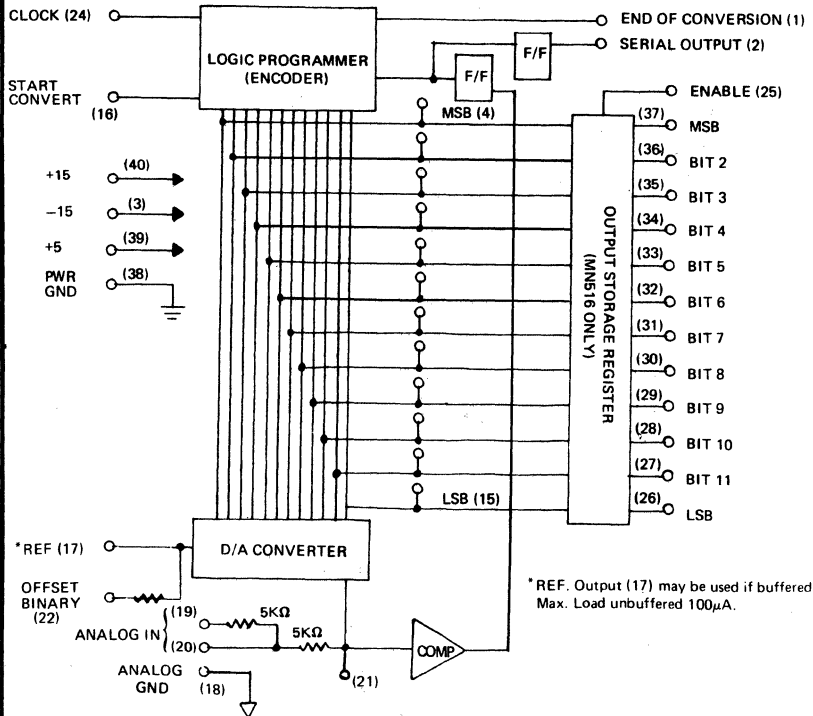 CLOCK (24)
END OF CONVERSION (1)
SERIAL OUTPUT (2)
LOGIC PROGRAMMER
(ENCODER)
F/F
F/F
START
CONVERT
(16)
MSB (4)
ENABLE (25)
(37) MSB
(36) BIT 2
(35) BIT 3
(34) BIT 4
(33) BIT 5
(32) BIT 6
(31) BIT 7
(30) BIT 8
(29) BIT 9
(28) BIT 10
(27) BIT 11
(26) LSB
+15 (40)
−15 (3)
+5 (39)
PWR
GND
(38)
OUTPUT STORAGE REGISTER
(MN516 ONLY)
LSB (15)
*REF (17)
D/A CONVERTER
OFFSET
BINARY
(22)
ANALOG IN
(19)
5KΩ
(20)
5KΩ
COMP
ANALOG
GND
(18)
(21)
*REF. Output (17) may be used if buffered
Max. Load unbuffered 100μA.